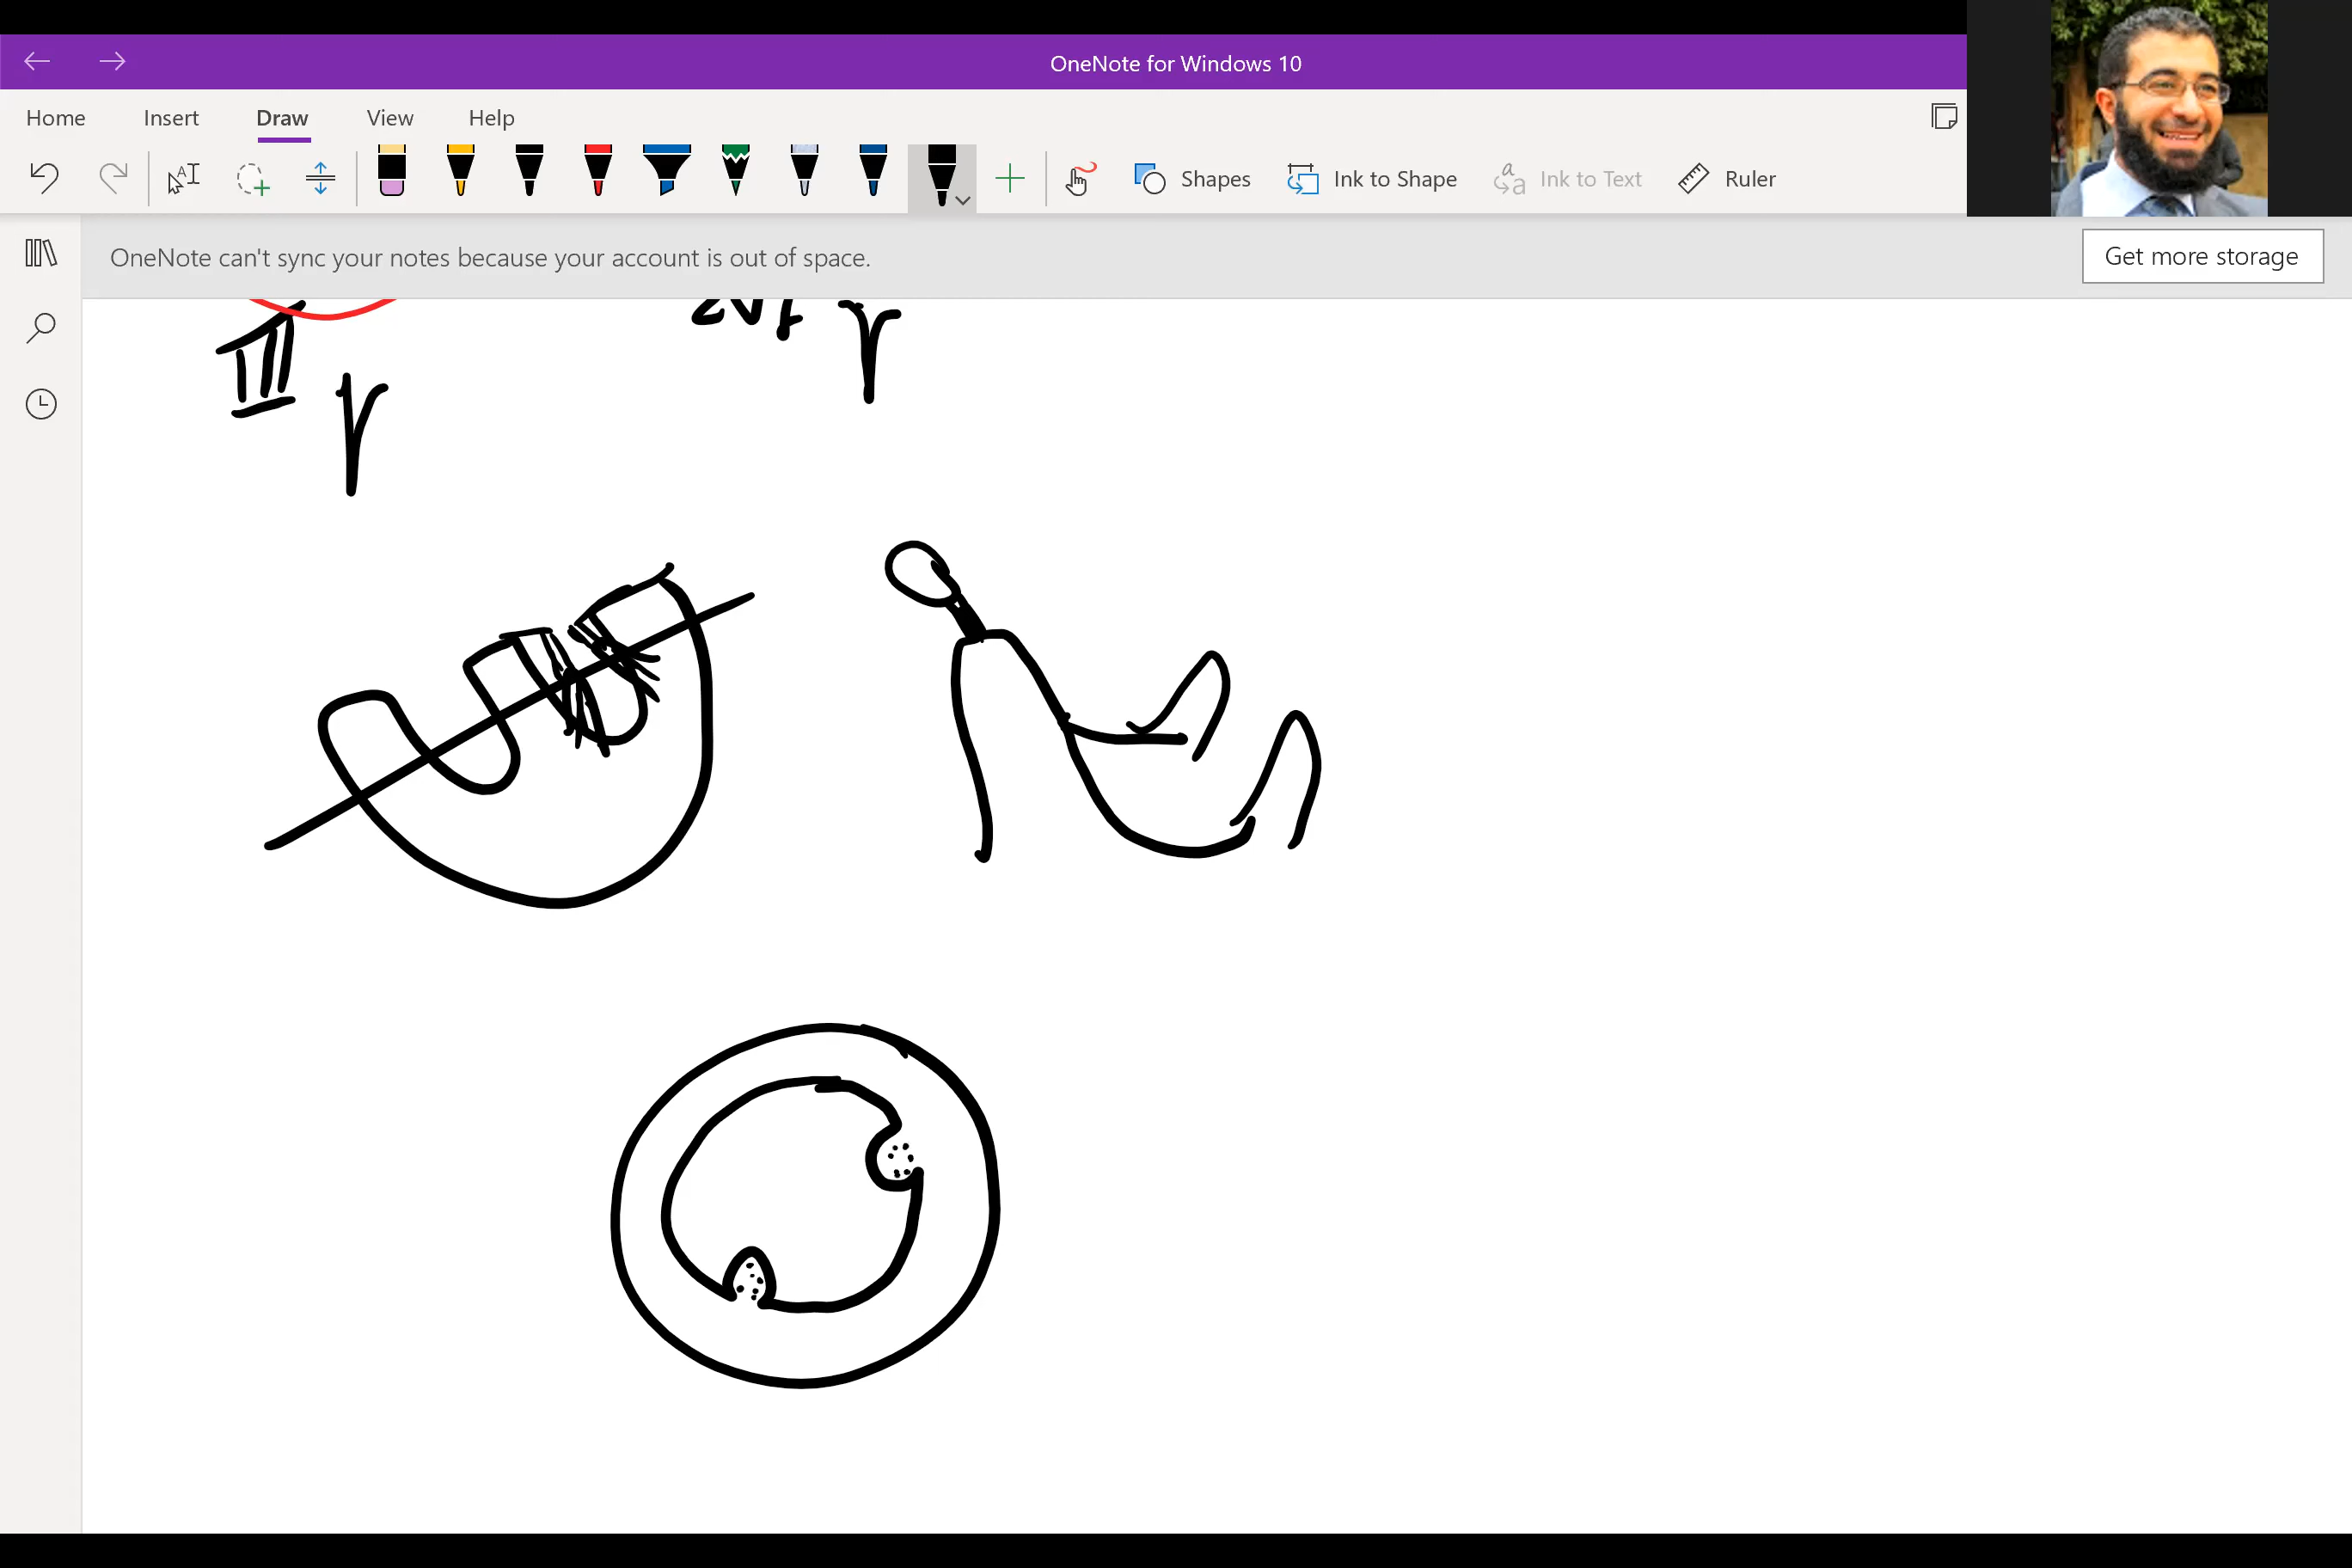 OneNote for Windows 10
Home Insert Draw View Help
Shapes Ink to Shape Ink to Text Ruler
OneNote can't sync your notes because your account is out of space.
Get more storage
III